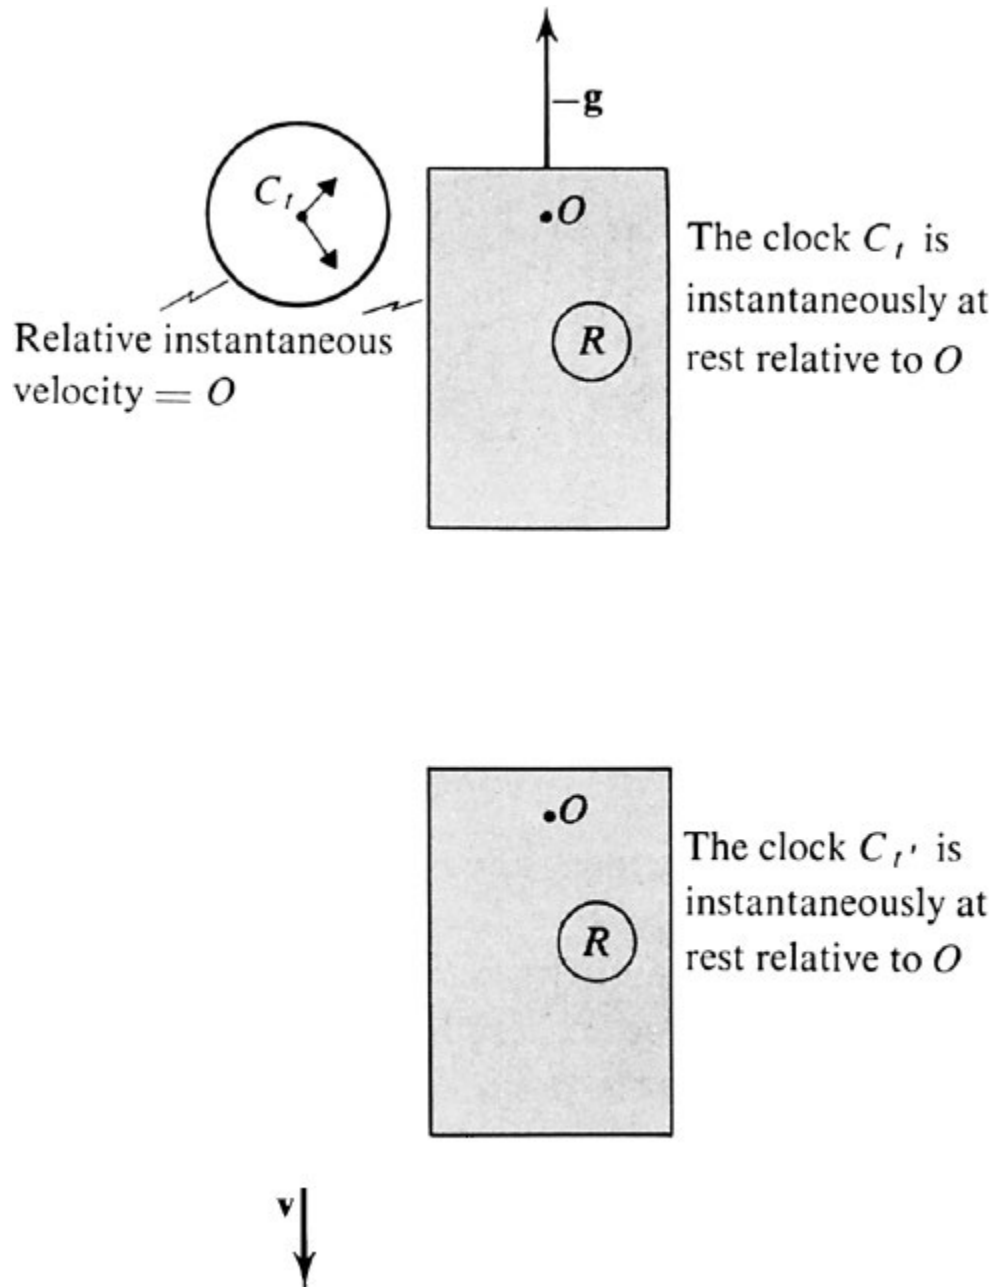 −g
C_t
O
The clock C_t is
instantaneously at
rest relative to O
R
Relative instantaneous
velocity = O
O
The clock C_t' is
instantaneously at
rest relative to O
R
v